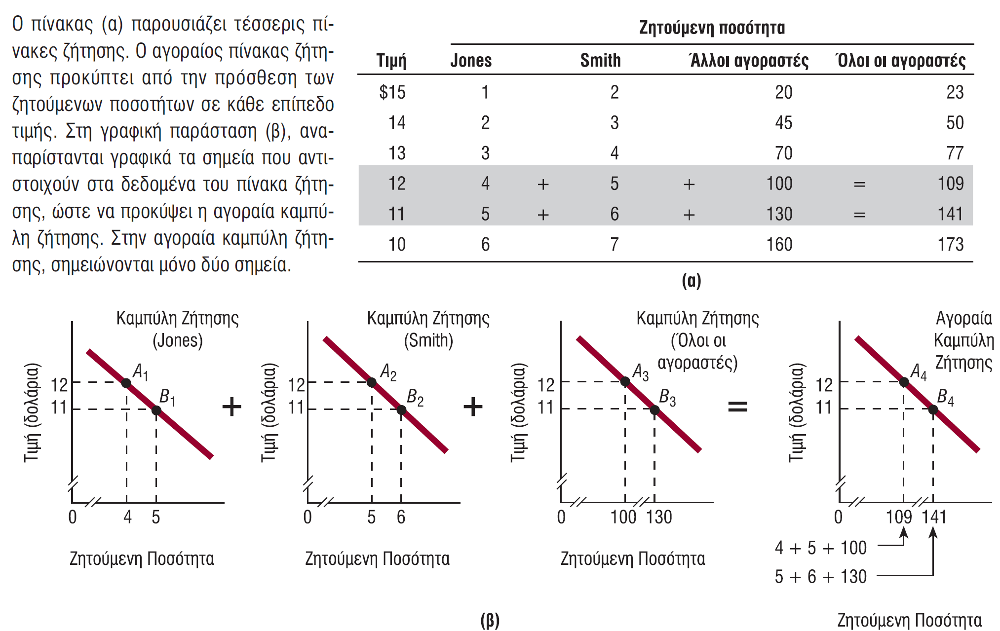 Ο πίνακας (α) παρουσιάζει τέσσερις πί-
νακες ζήτησης. Ο αγοραίος πίνακας ζήτη-
σης προκύπτει από την πρόσθεση των
ζητούμενων ποσοτήτων σε κάθε επίπεδο
τιμής. Στη γραφική παράσταση (β), ανα-
παρίστανται γραφικά τα σημεία που αντι-
στοιχούν στα δεδομένα του πίνακα ζήτη-
σης, ώστε να προκύψει η αγοραία καμπύ-
λη ζήτησης. Στην αγοραία καμπύλη ζήτη-
σης, σημειώνονται μόνο δύο σημεία.
Ζητούμενη ποσότητα
Τιμή Jones Smith Άλλοι αγοραστές Όλοι οι αγοραστές
$15 1 2 20 23
14 2 3 45 50
13 3 4 70 77
12 4 + 5 + 100 = 109
11 5 + 6 + 130 = 141
10 6 7 160 173
(α)
Καμπύλη Ζήτησης
(Jones)
Τιμή (δολάρια)
12
11
A1
B1
0 4 5
Ζητούμενη Ποσότητα
+
Καμπύλη Ζήτησης
(Smith)
Τιμή (δολάρια)
12
11
A2
B2
0 5 6
Ζητούμενη Ποσότητα
+
Καμπύλη Ζήτησης
(Όλοι οι
αγοραστές)
Τιμή (δολάρια)
12
11
A3
B3
0 100 130
Ζητούμενη Ποσότητα
=
Αγοραία
Καμπύλη
Ζήτησης
Τιμή (δολάρια)
12
11
A4
B4
0 109 141
4 + 5 + 100
5 + 6 + 130
Ζητούμενη Ποσότητα
(β)